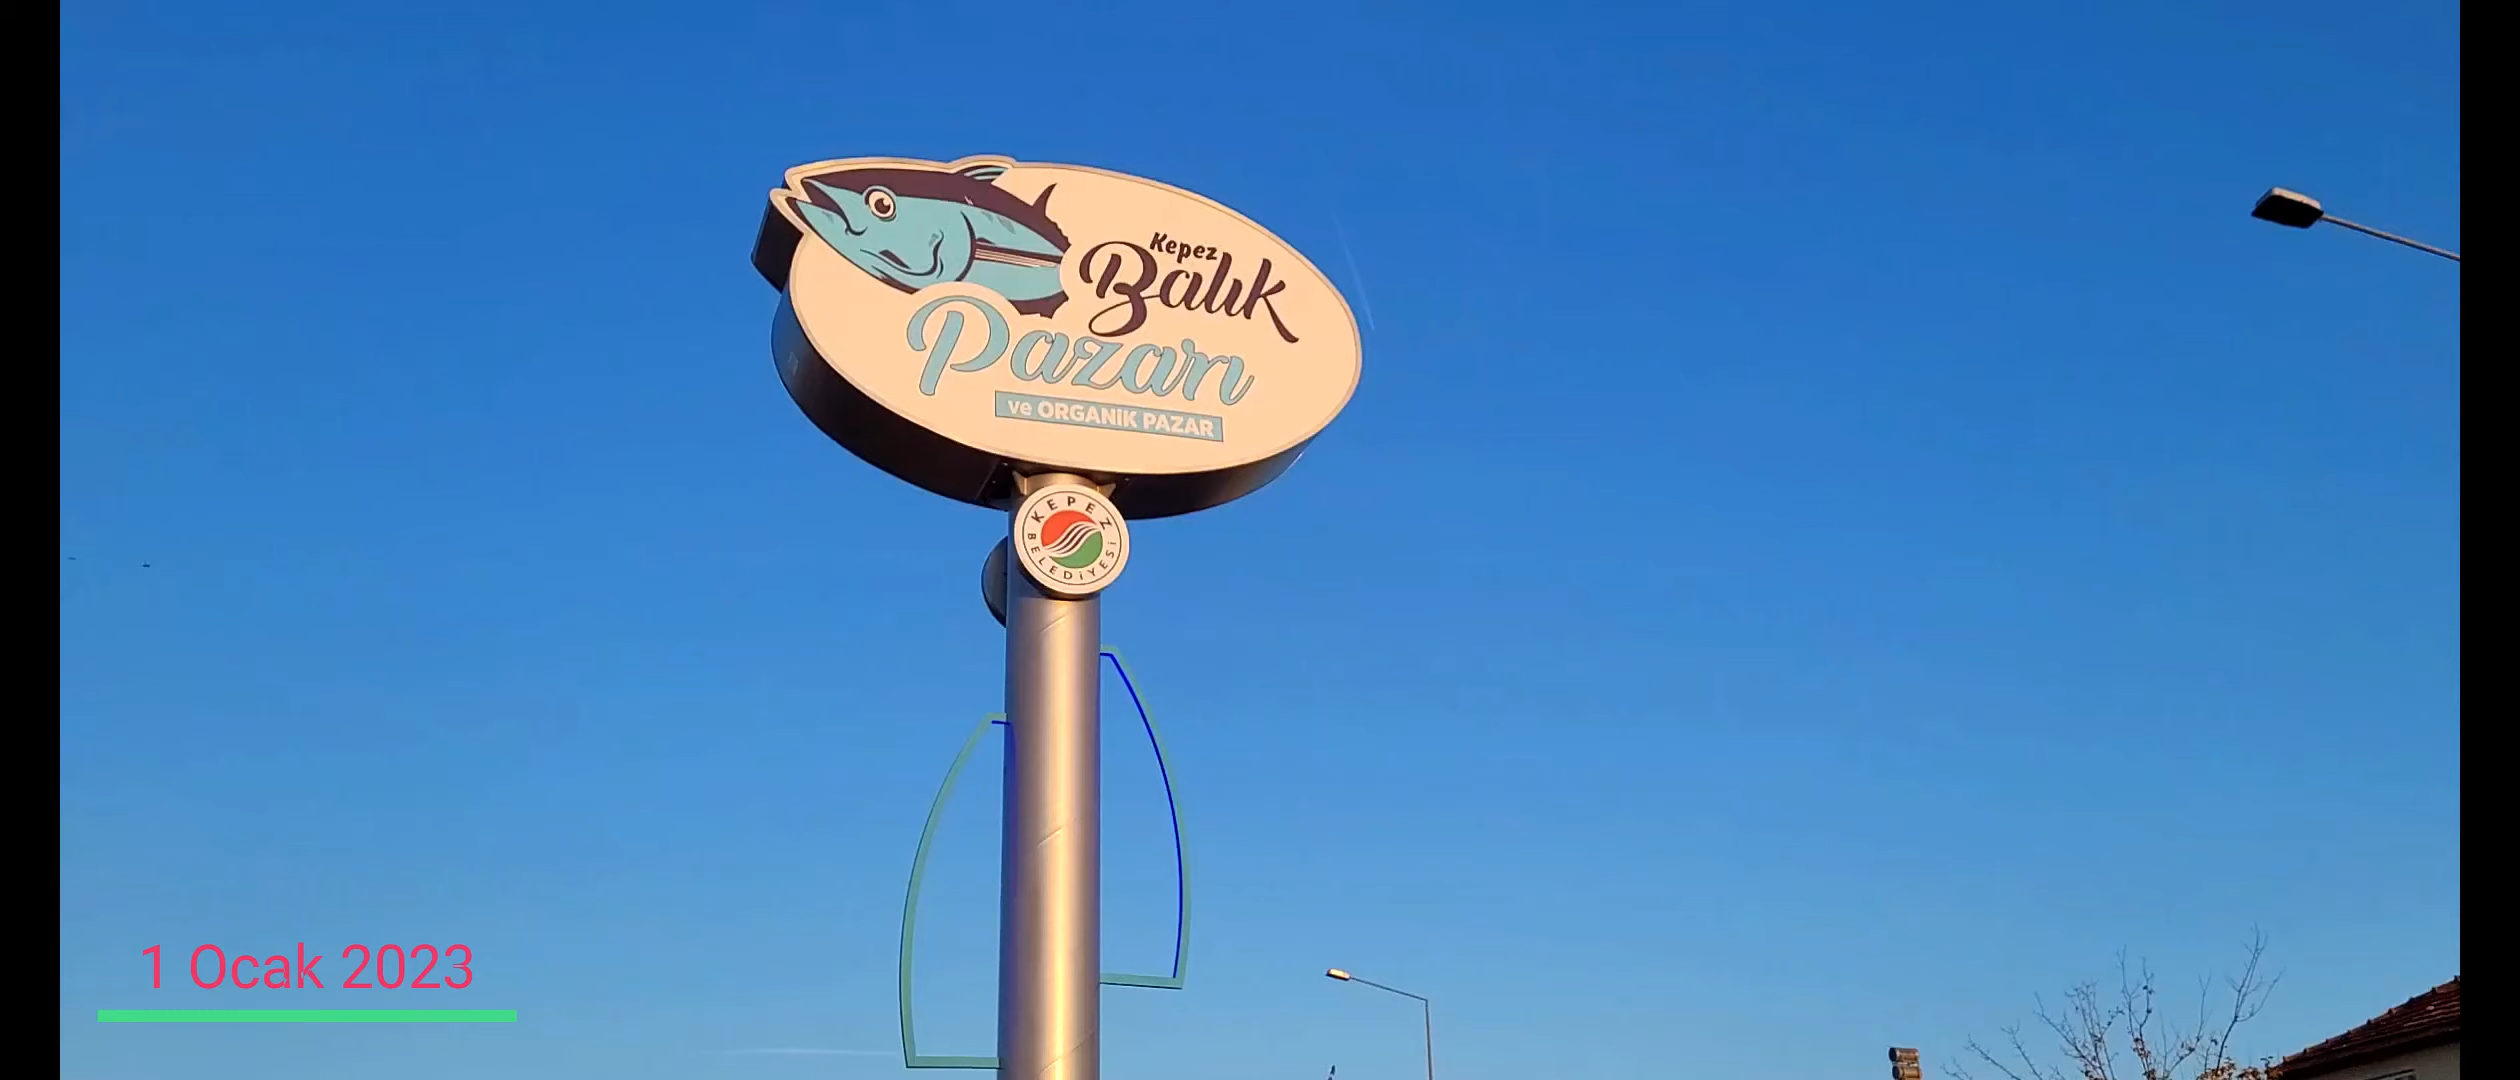 Kepez
Balık
Pazarı
ve ORGANİK PAZAR
KEPEZ
BELEDİYESİ
1 Ocak 2023